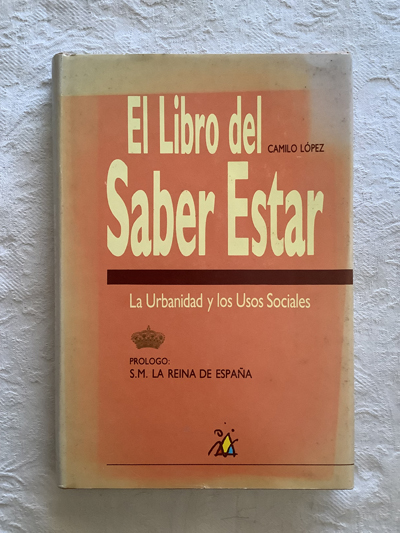 El Libro del
CAMILO LÓPEZ
Saber Estar
La Urbanidad y los Usos Sociales
PROLOGO:
S.M. LA REINA DE ESPAÑA